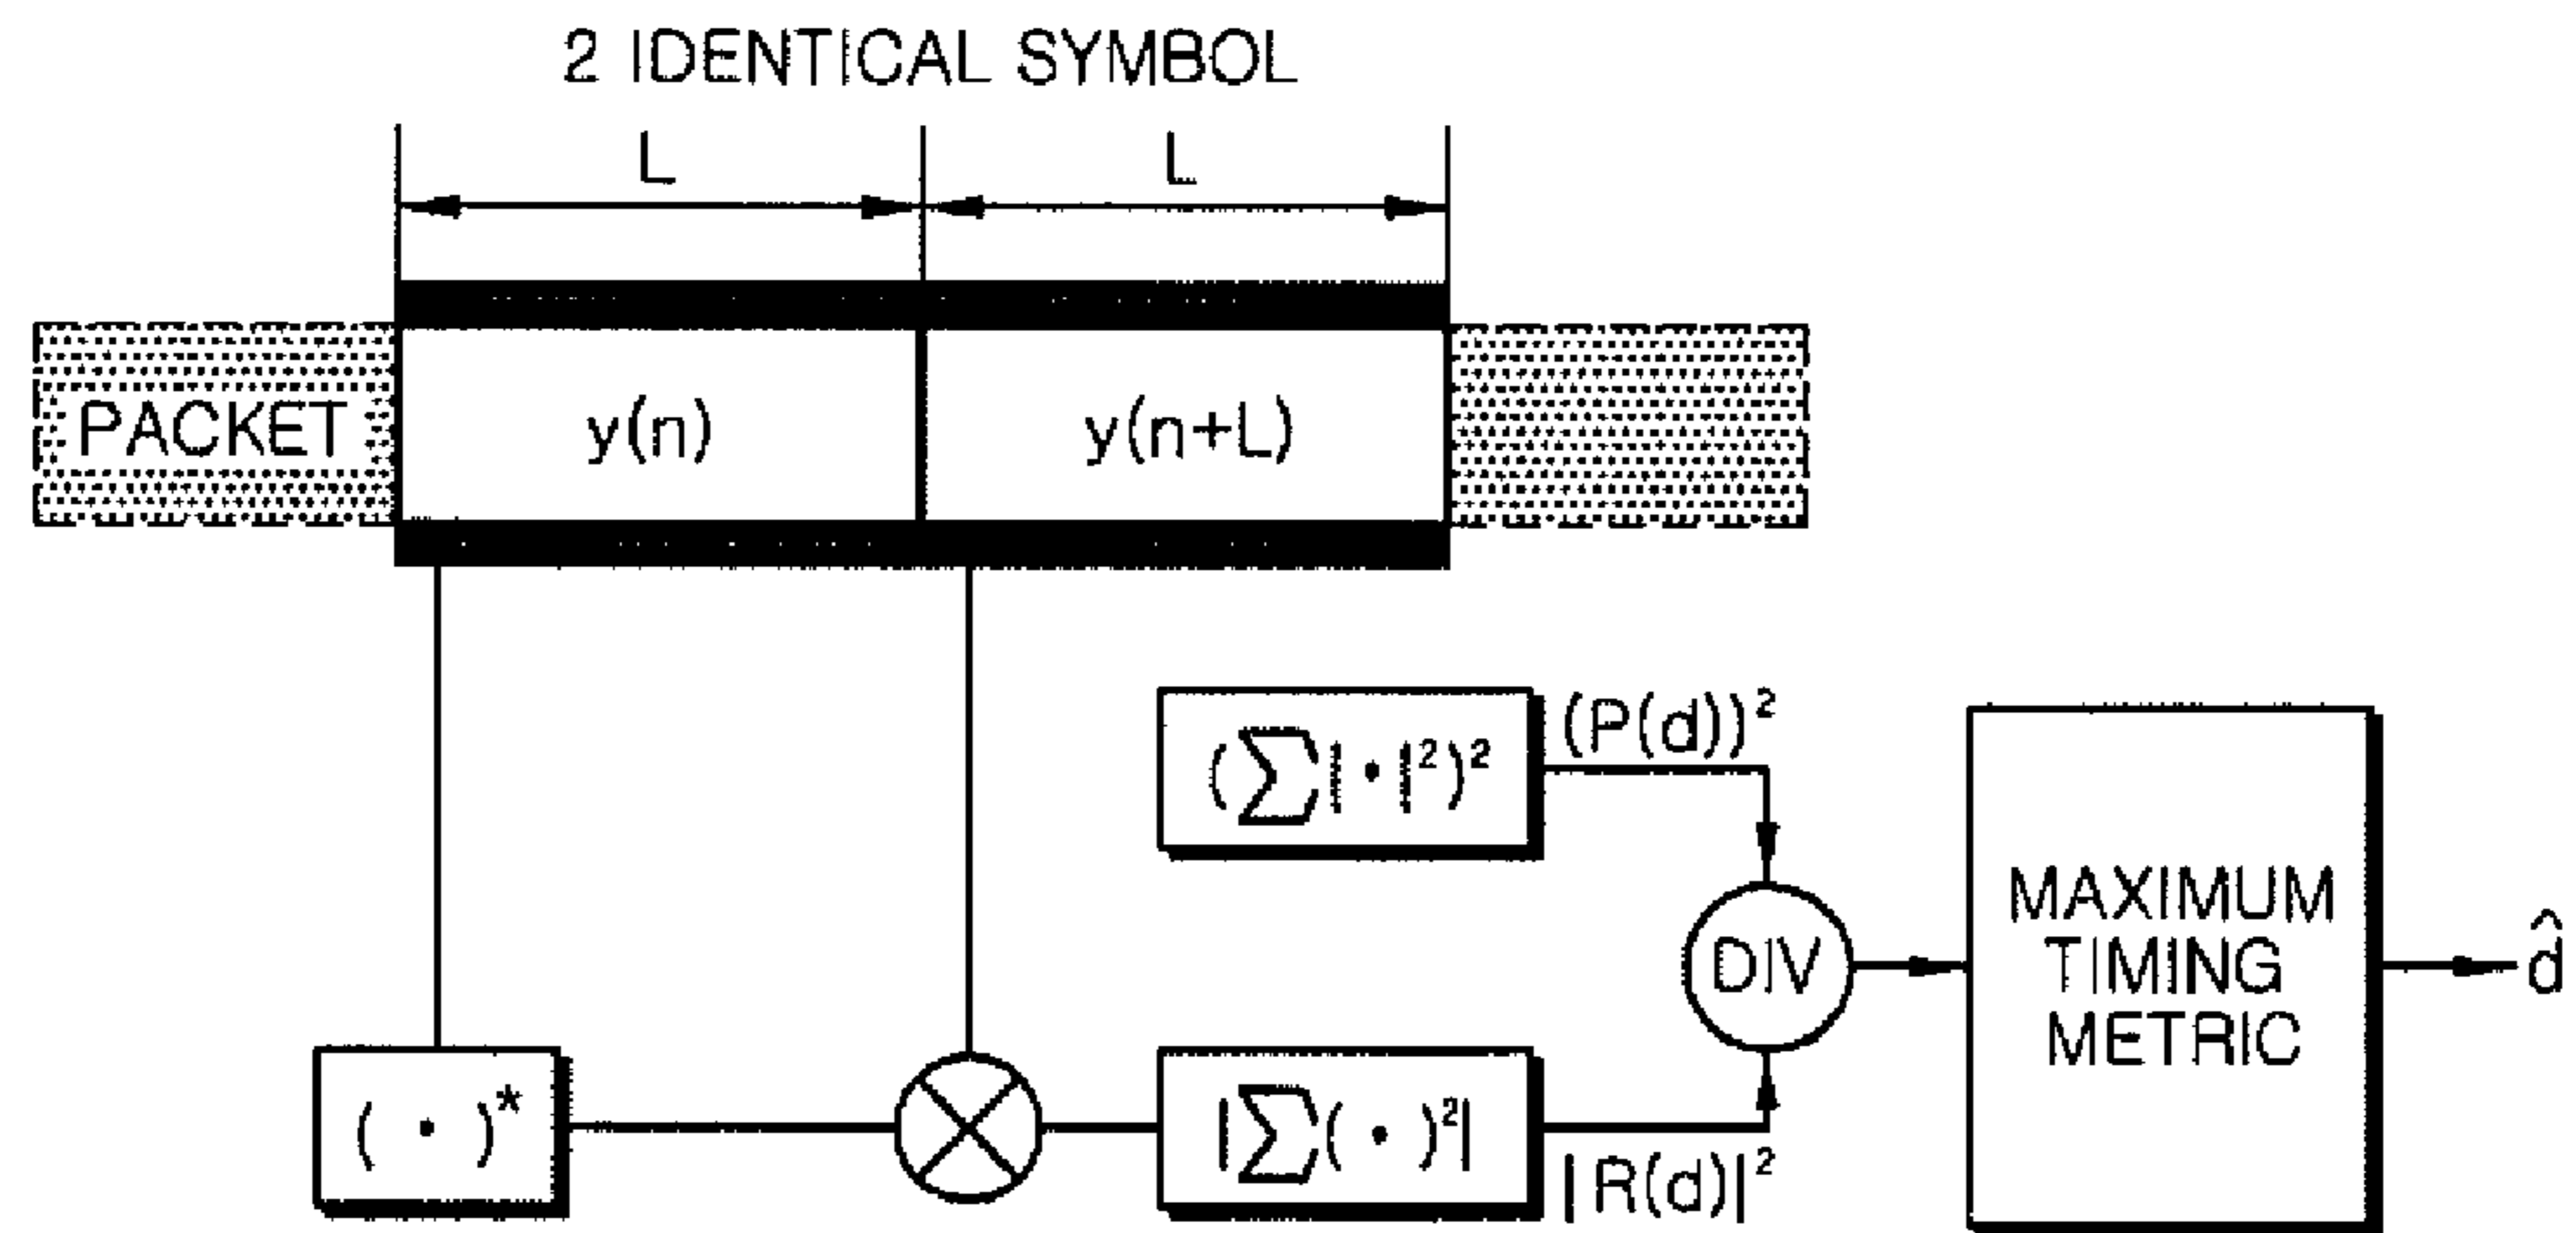 2 IDENTICAL SYMBOL
L L
PACKET y(n) y(n+L)
(∑|•|²)² (P(d))²
MAXIMUM
TIMING
METRIC
DIV
d̂
( • )* |∑( • )²| |R(d)|²